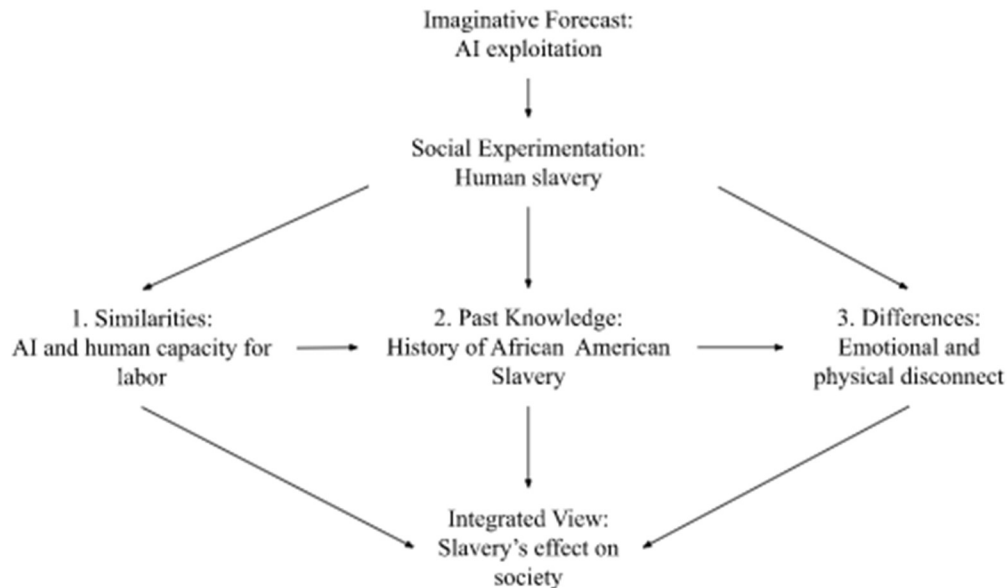 Imaginative Forecast:
AI exploitation
Social Experimentation:
Human slavery
1. Similarities:
AI and human capacity for
labor
2. Past Knowledge:
History of African American
Slavery
3. Differences:
Emotional and
physical disconnect
Integrated View:
Slavery’s effect on
society